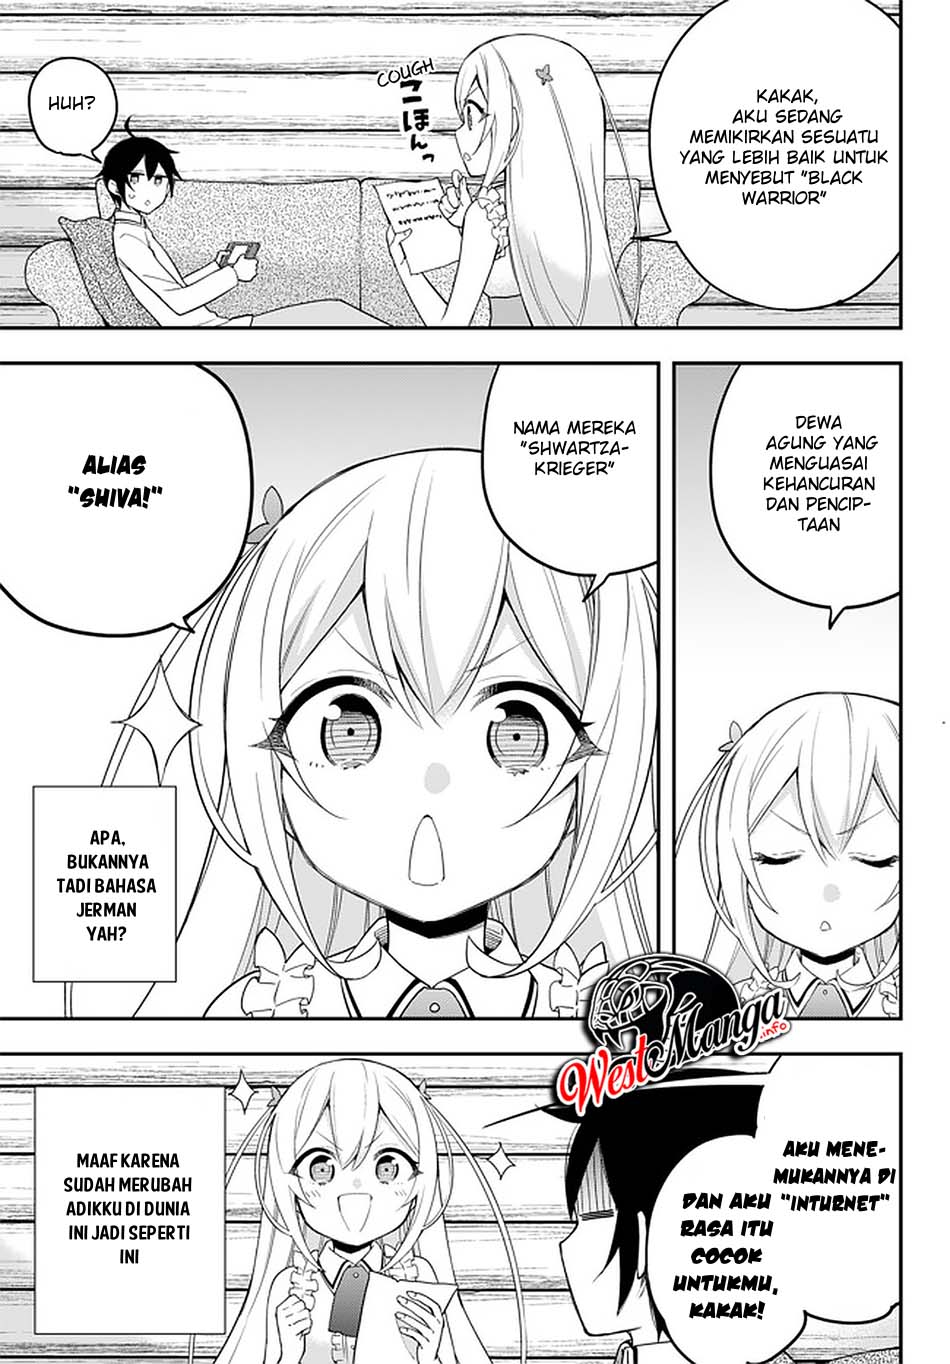 KAKAK,
AKU SEDANG
MEMIKIRKAN SESUATU
YANG LEBIH BAIK UNTUK
MENYEBUT "BLACK
WARRIOR"
COUGH
こほんっ
HUH?
DEWA
AGUNG YANG
MENGUASAI
KEHANCURAN
DAN PENCIP-
TAAN
NAMA MEREKA
"SHWARTZA-
KRIEGER"
ALIAS
"SHIVA!"
APA,
BUKANNYA
TADI BAHASA
JERMAN
YAH?
WESTMANGA
.info
AKU MENE-
MUKANNYA DI
"INTURNET"
DAN AKU
RASA ITU
COCOK
UNTUKMU,
KAKAK!
MAAF KARENA
SUDAH MERUBAH
ADIKKU DI DUNIA
INI JADI SEPERTI
INI